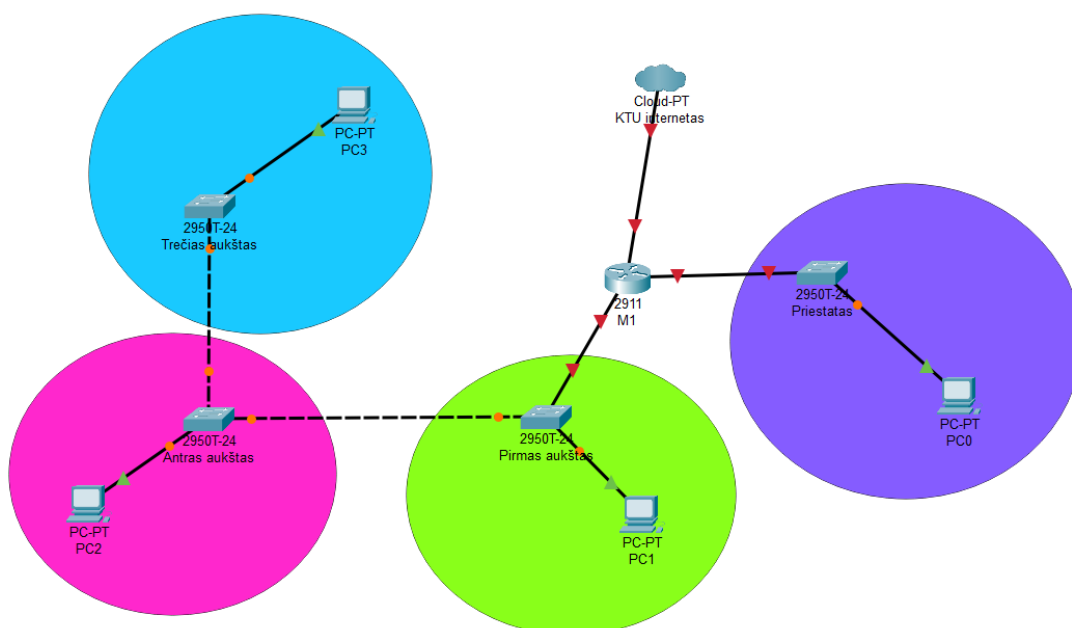 Cloud-PT
KTU internetas
PC-PT
PC3
2950T-24
Trečias aukštas
2911
M1
2950T-24
Priestatas
PC-PT
PC0
2950T-24
Antras aukštas
2950T-24
Pirmas aukštas
PC-PT
PC2
PC-PT
PC1